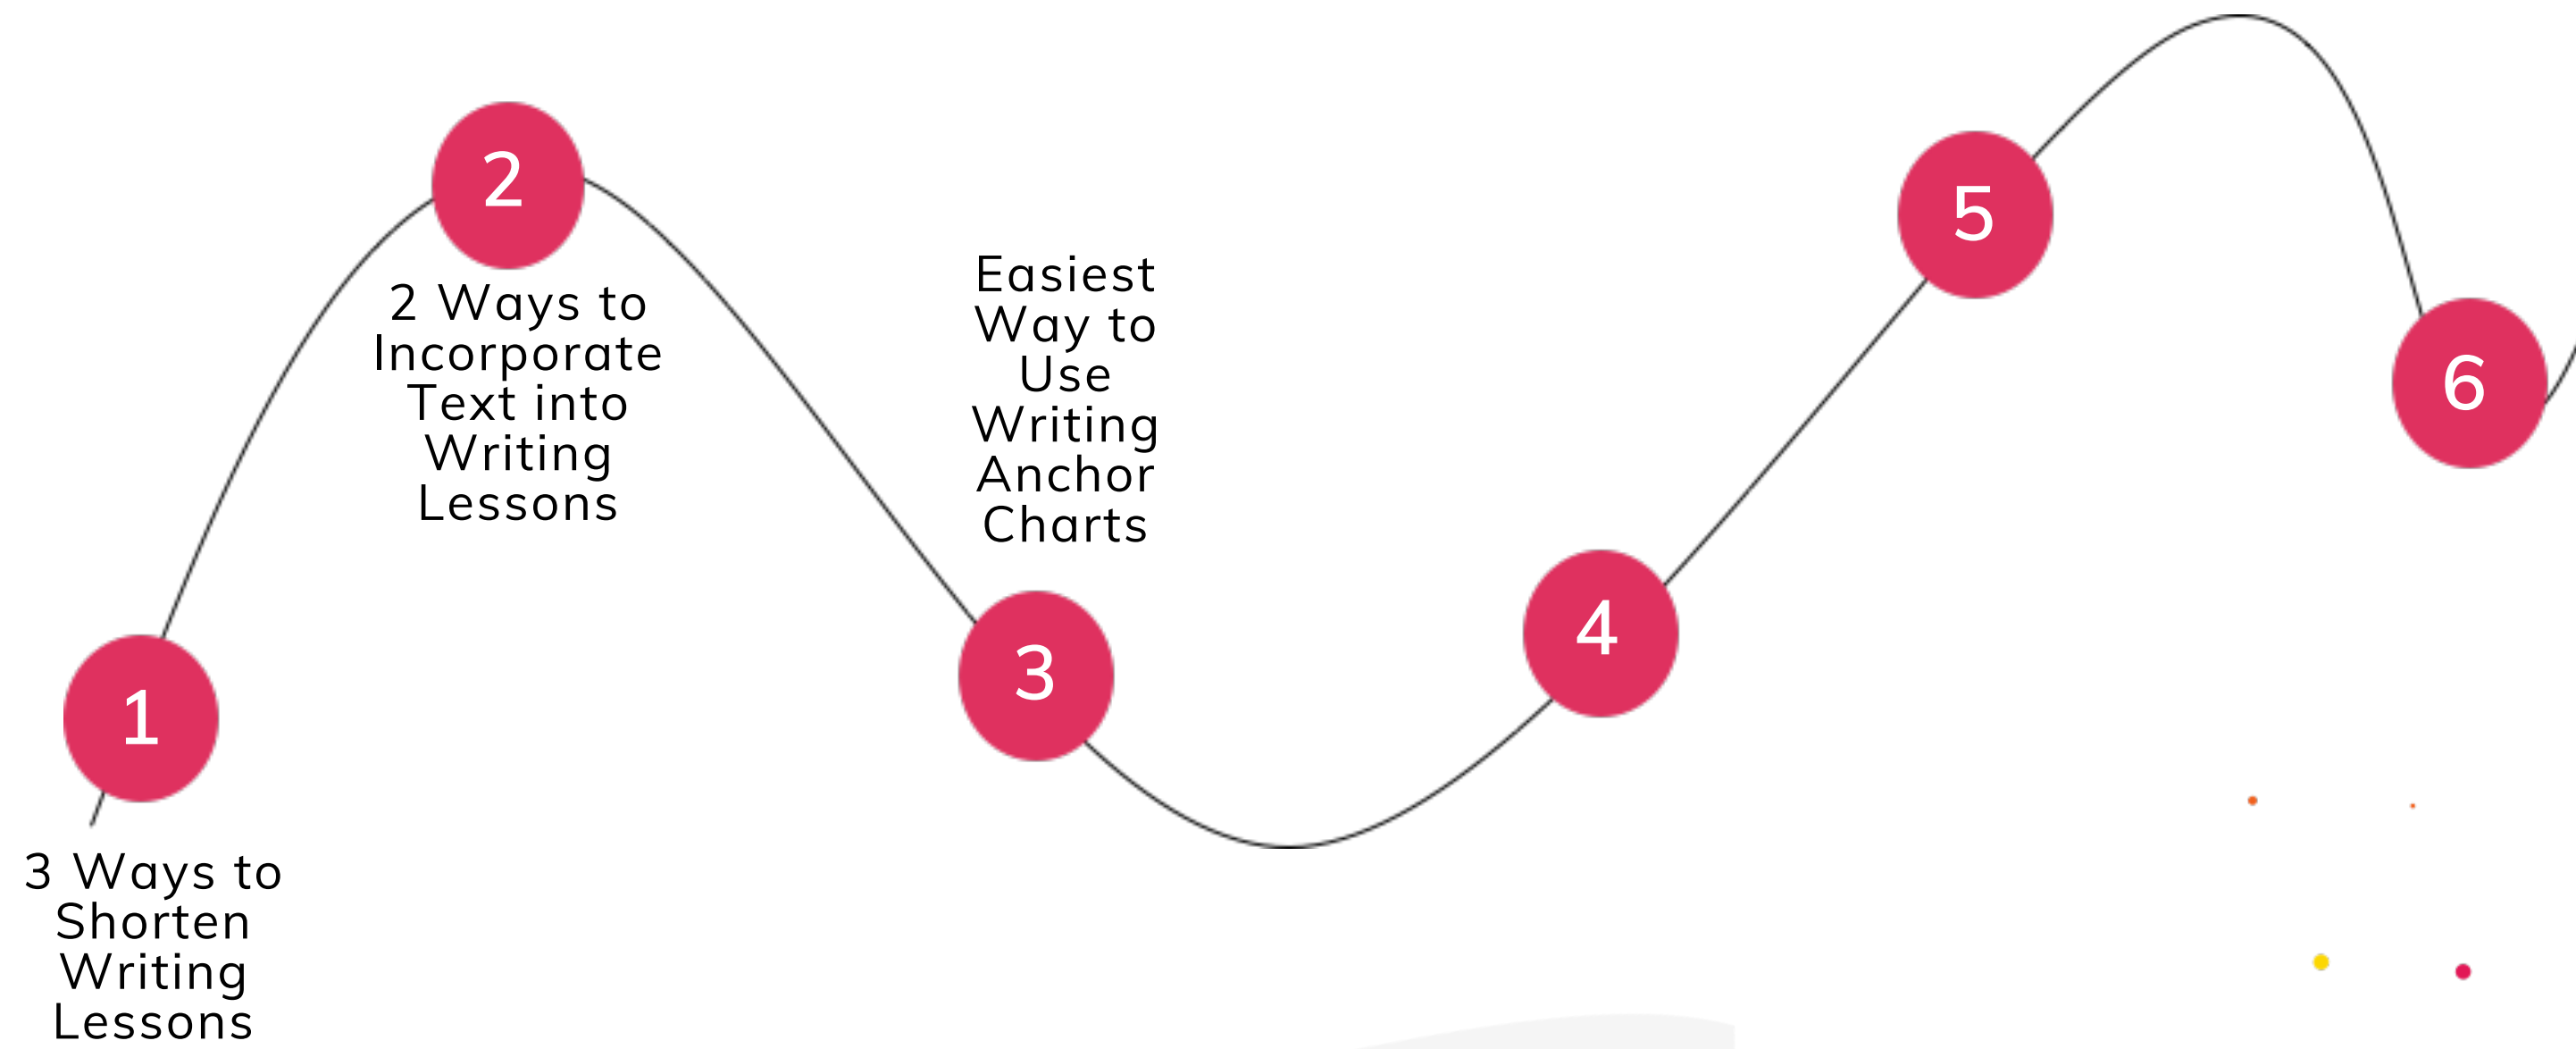 1
3 Ways to
Shorten
Writing
Lessons
2
2 Ways to
Incorporate
Text into
Writing
Lessons
Easiest
Way to
Use
Writing
Anchor
Charts
3
4
5
6